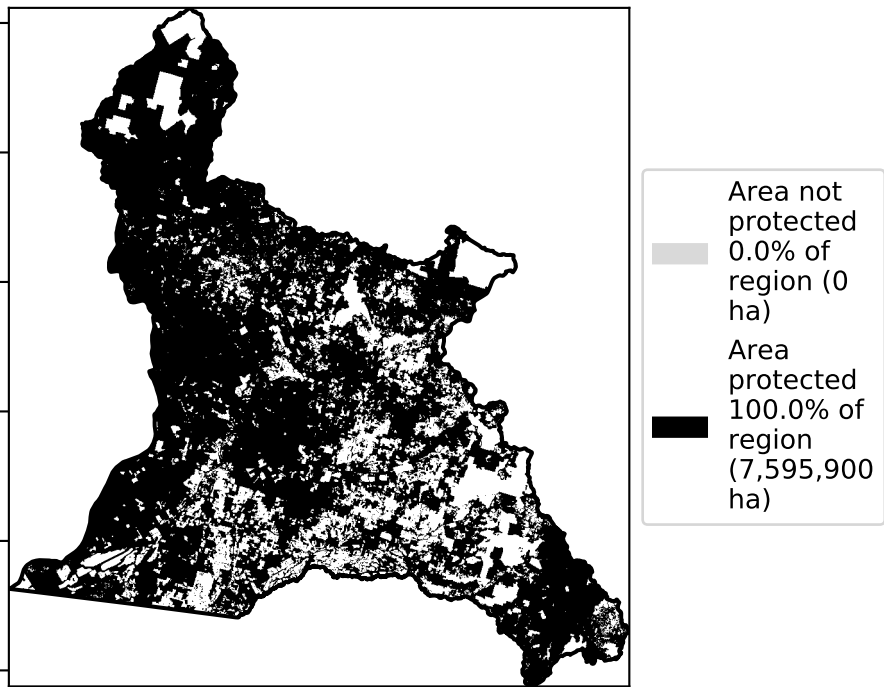 Area not
protected
0.0% of
region (0
ha)
Area
protected
100.0% of
region
(7,595,900
ha)